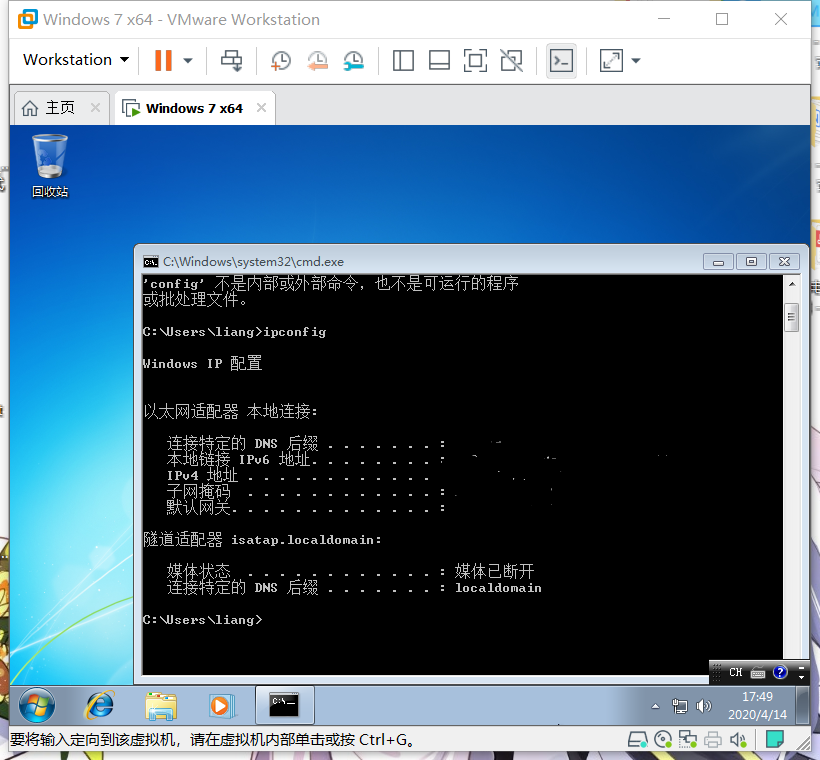 Windows 7 x64 - VMware Workstation
Workstation
主页
Windows 7 x64
回收站
C:\Windows\system32\cmd.exe
'config' 不是内部或外部命令，也不是可运行的程序
或批处理文件。
C:\Users\liang>ipconfig
Windows IP 配置
以太网适配器 本地连接:
连接特定的 DNS 后缀 . . . . . . . :
本地链接 IPv6 地址. . . . . . . . :
IPv4 地址 . . . . . . . . . . . .
子网掩码  . . . . . . . . . . . . :
默认网关. . . . . . . . . . . . . :
隧道适配器 isatap.localdomain:
媒体状态  . . . . . . . . . . . . : 媒体已断开
连接特定的 DNS 后缀 . . . . . . . : localdomain
C:\Users\liang>
CH
17:49
2020/4/14
要将输入定向到该虚拟机，请在虚拟机内部单击或按 Ctrl+G。